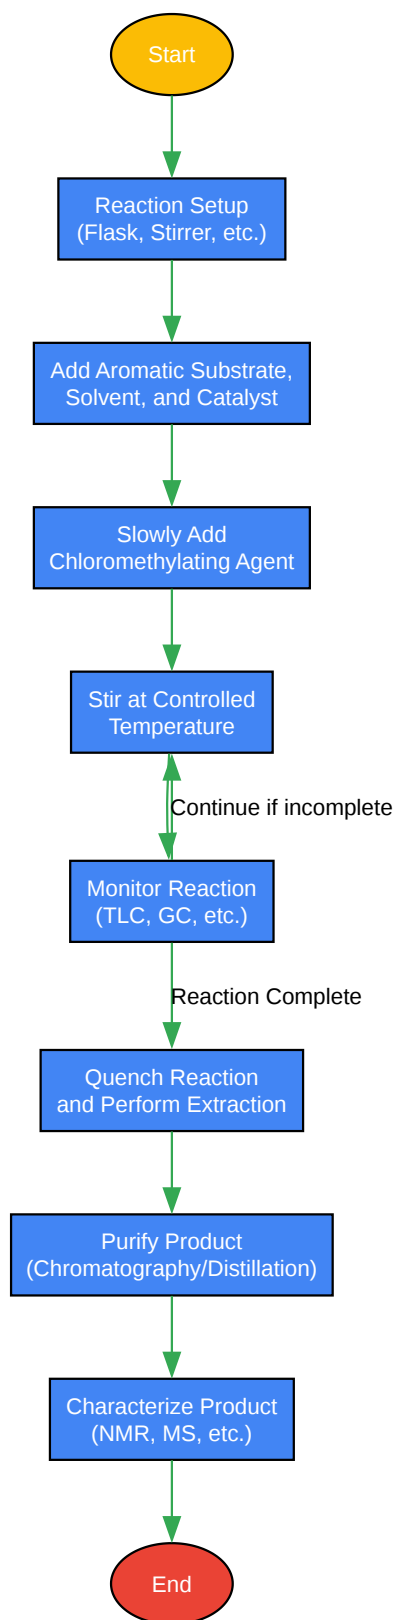 Start
Reaction Setup
(Flask, Stirrer, etc.)
Add Aromatic Substrate,
Solvent, and Catalyst
Slowly Add
Chloromethylating Agent
Stir at Controlled
Temperature
Continue if incomplete
Monitor Reaction
(TLC, GC, etc.)
Reaction Complete
Quench Reaction
and Perform Extraction
Purify Product
(Chromatography/Distillation)
Characterize Product
(NMR, MS, etc.)
End